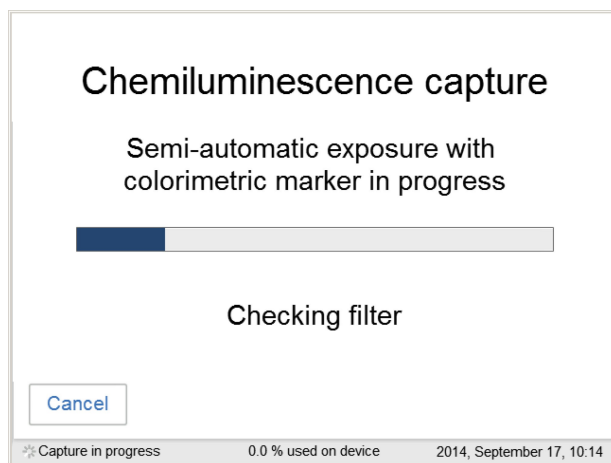 Chemiluminescence capture
Semi-automatic exposure with
colorimetric marker in progress
Checking filter
Cancel
Capture in progress 0.0 % used on device 2014, September 17, 10:14